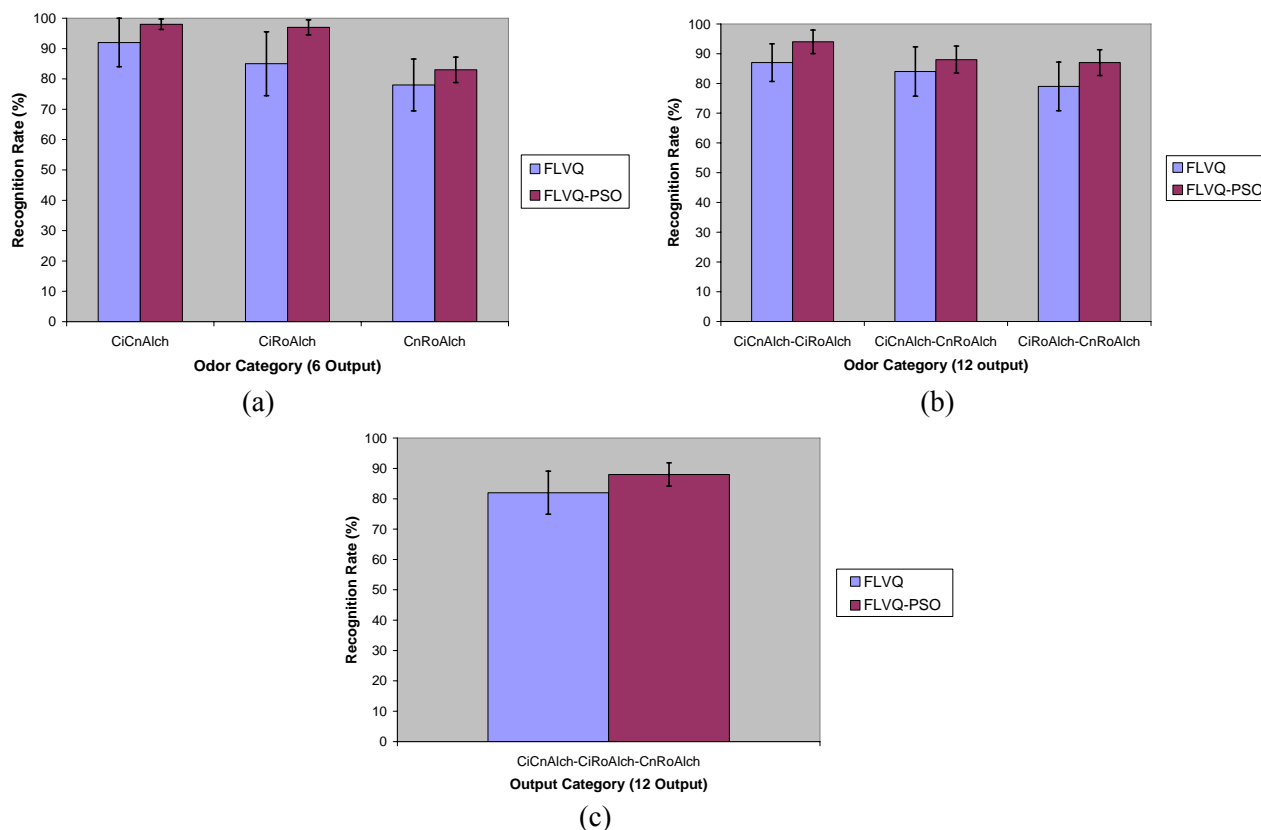 100
90
80
70
60
50
40
30
20
10
0
Recognition Rate (%)
CiCnAlch CiRoAlch CnRoAlch
Odor Category (6 Output)
FLVQ
FLVQ-PSO
(a)
100
90
80
70
60
50
40
30
20
10
0
Recognition Rate (%)
CiCnAlch-CiRoAlch CiCnAlch-CnRoAlch CiRoAlch-CnRoAlch
Odor Category (12 output)
FLVQ
FLVQ-PSO
(b)
100
90
80
70
60
50
40
30
20
10
0
Recognition Rate (%)
CiCnAlch-CiRoAlch-CnRoAlch
Output Category (12 Output)
FLVQ
FLVQ-PSO
(c)